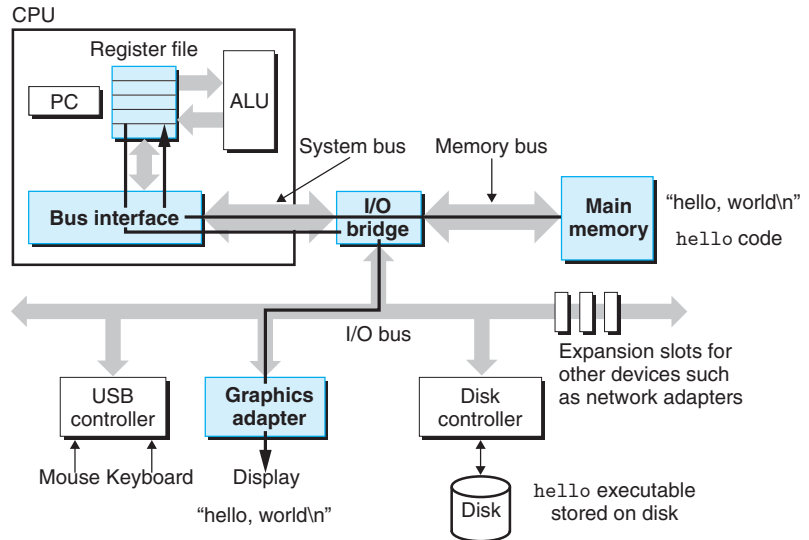 CPU
Register file
PC
ALU
System bus
Memory bus
Bus interface
I/O
bridge
Main
memory
“hello, world\n”
hello code
I/O bus
Expansion slots for
other devices such
as network adapters
USB
controller
Graphics
adapter
Disk
controller
Mouse Keyboard
Display
“hello, world\n”
Disk
hello executable
stored on disk